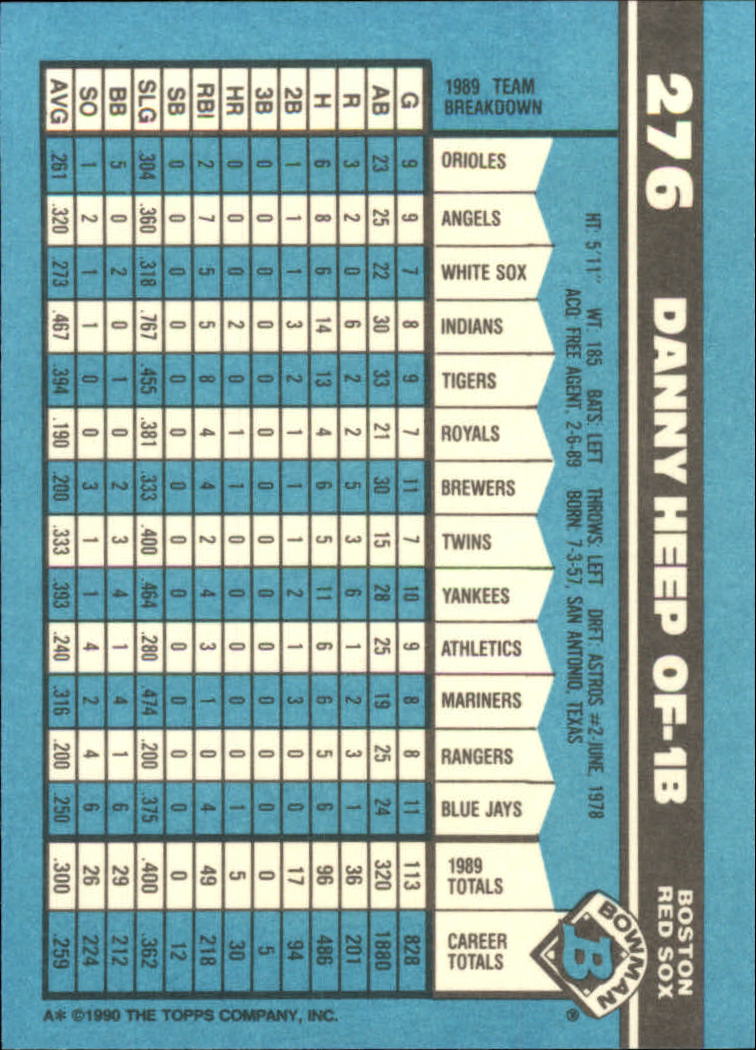 276 DANNY HEEP OF-1B
BOSTON
RED SOX
HT: 5'11" WT: 185 BATS: LEFT THROWS: LEFT DRFT: ASTROS #2-JUNE, 1978
ACQ: FREE AGENT, 2-6-89 BORN: 7-3-57, SAN ANTONIO, TEXAS
BOWMAN
B
®
1989 TEAM BREAKDOWN G AB R H 2B 3B HR RBI SB SLG BB SO AVG
ORIOLES 9 23 3 6 1 0 0 2 0 .304 5 1 .261
ANGELS 9 25 2 8 1 0 0 7 0 .360 0 2 .320
WHITE SOX 7 22 0 6 1 0 0 5 0 .318 2 1 .273
INDIANS 8 30 6 14 3 0 2 5 0 .767 0 1 .467
TIGERS 9 33 2 13 2 0 0 8 0 .455 1 0 .394
ROYALS 7 21 2 4 1 0 1 4 0 .381 0 0 .190
BREWERS 11 30 5 6 1 0 1 4 0 .333 2 3 .200
TWINS 7 15 3 5 1 0 0 2 0 .400 3 1 .333
YANKEES 10 28 6 11 2 0 0 4 0 .464 4 1 .393
ATHLETICS 9 25 1 6 1 0 0 3 0 .280 1 4 .240
MARINERS 8 19 2 6 3 0 0 1 0 .474 4 2 .316
RANGERS 8 25 3 5 0 0 0 0 0 .200 1 4 .200
BLUE JAYS 11 24 1 6 0 0 1 4 0 .375 6 6 .250
1989 TOTALS 113 320 36 96 17 0 5 49 0 .400 29 26 .300
CAREER TOTALS 828 1880 201 486 94 5 30 218 12 .362 212 224 .259
A* ©1990 THE TOPPS COMPANY, INC.